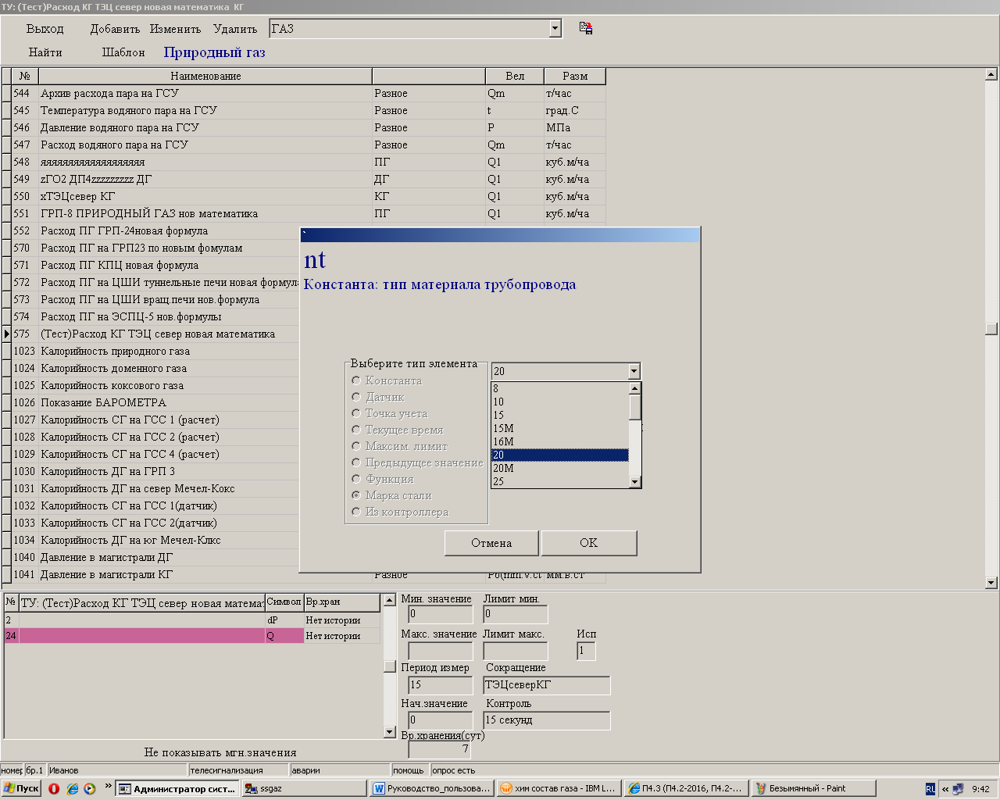 ТУ: (Тест)Расход КГ ТЭЦ север новая математика КГ
Выход Добавить Изменить Удалить ГАЗ
Найти Шаблон Природный газ
№ Наименование Вел Разм
544 Архив расхода пара на ГСУ Разное Qm т/час
545 Температура водяного пара на ГСУ Разное t град.С
546 Давление водяного пара на ГСУ Разное P МПа
547 Расход водяного пара на ГСУ Разное Qm т/час
548 яяяяяяяяяяяяяяяяяяя ПГ Q1 куб.м/ча
549 zГО2 ДП4zzzzzzzzz ДГ ДГ Q1 куб.м/ча
550 xТЭЦсевер КГ КГ Q1 куб.м/ча
551 ГРП-8 ПРИРОДНЫЙ ГАЗ нов математика ПГ Q1 куб.м/ча
552 Расход ПГ ГРП-24новая формула
570 Расход ПГ на ГРП23 по новым фомулам
571 Расход ПГ КПЦ новая формула
572 Расход ПГ на ЦШИ туннельные печи новая формула
573 Расход ПГ на ЦШИ вращ.печи нов.формула
574 Расход ПГ на ЭСПЦ-5 нов.формулы
575 (Тест)Расход КГ ТЭЦ север новая математика
1023 Калорийность природного газа
1024 Калорийность доменного газа
1025 Калорийность коксового газа
1026 Показание БАРОМЕТРА
1027 Калорийность СГ на ГСС 1 (расчет)
1028 Калорийность СГ на ГСС 2 (расчет)
1029 Калорийность СГ на ГСС 4 (расчет)
1030 Калорийность ДГ на ГРП 3
1031 Калорийность ДГ на север Мечел-Кокс
1032 Калорийность СГ на ГСС 1(датчик)
1033 Калорийность СГ на ГСС 2(датчик)
1034 Калорийность ДГ на юг Мечел-Клкс
1040 Давление в магистрали ДГ
1041 Давление в магистрали КГ Разное Рб(mm.v.ct мм.в.ст
nt
Константа: тип материала трубопровода
Выберите тип элемента
Константа
Датчик
Точка учета
Текущее время
Максим. лимит
Предыдущее значение
Функция
Марка стали
Из контроллера
20
8
10
15
15М
16М
20
20М
25
Отмена OK
№ ТУ: (Тест)Расход КГ ТЭЦ север новая матема Символ Вр.хран
2 dP Нет истории
24 Q Нет истории
Не показывать мгн.значения
Мин. значение Лимит мин.
0 0
Макс. значение Лимит макс. Исп
1
Период измер Сокращение
15 ТЭЦсеверКГ
Нач.значение Контроль
0 15 секунд
Вр.хранения(сут)
7
номер бр.1 Иванов телесигнализация аварии помощь опрос есть
Пуск » Администратор сист... ssgaz Руководство_пользова... хим состав газа - IBM L... П4.3 (П4.2-2016, П4.2-... Безымянный - Paint RL « 9:42